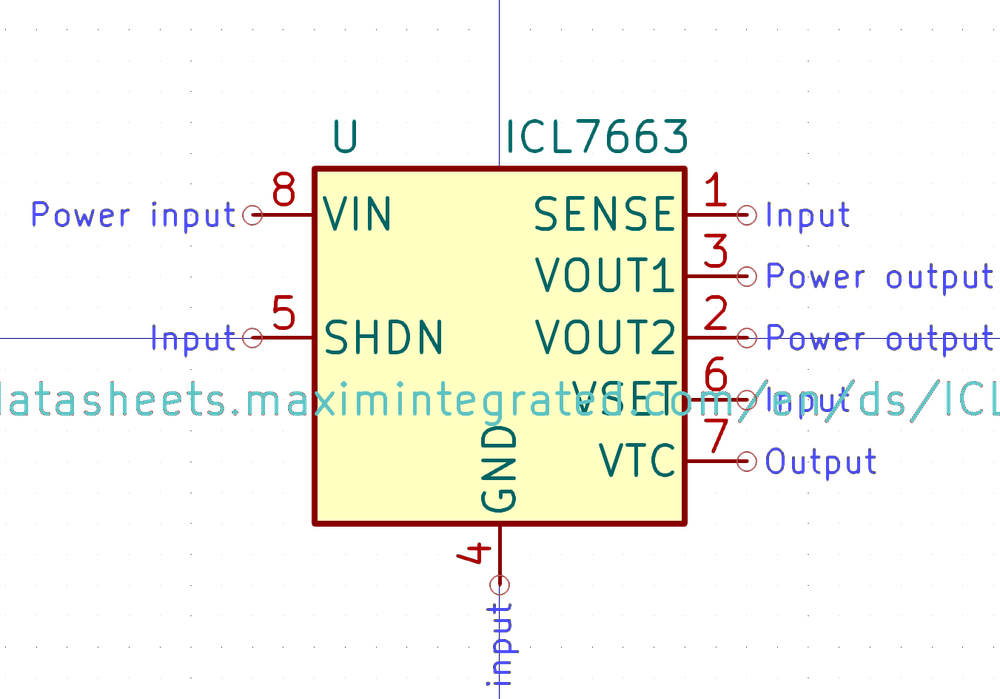 U ICL7663
8 1
Power input VIN SENSE Input
3
VOUT1 Power output
5 2
Input SHDN VOUT2 Power output
6
VSET Input
datasheets.maximintegrated.com/en/ds/ICL
7
GND VTC Output
4
input